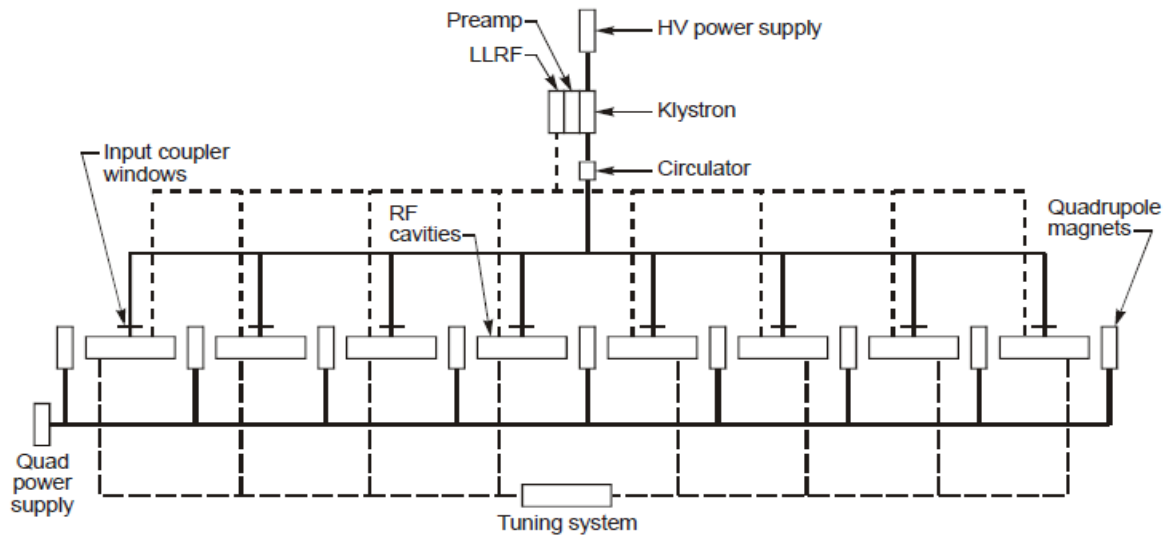 Preamp
HV power supply
LLRF
Klystron
Input coupler
windows
Circulator
RF
cavities
Quadrupole
magnets
Quad
power
supply
Tuning system